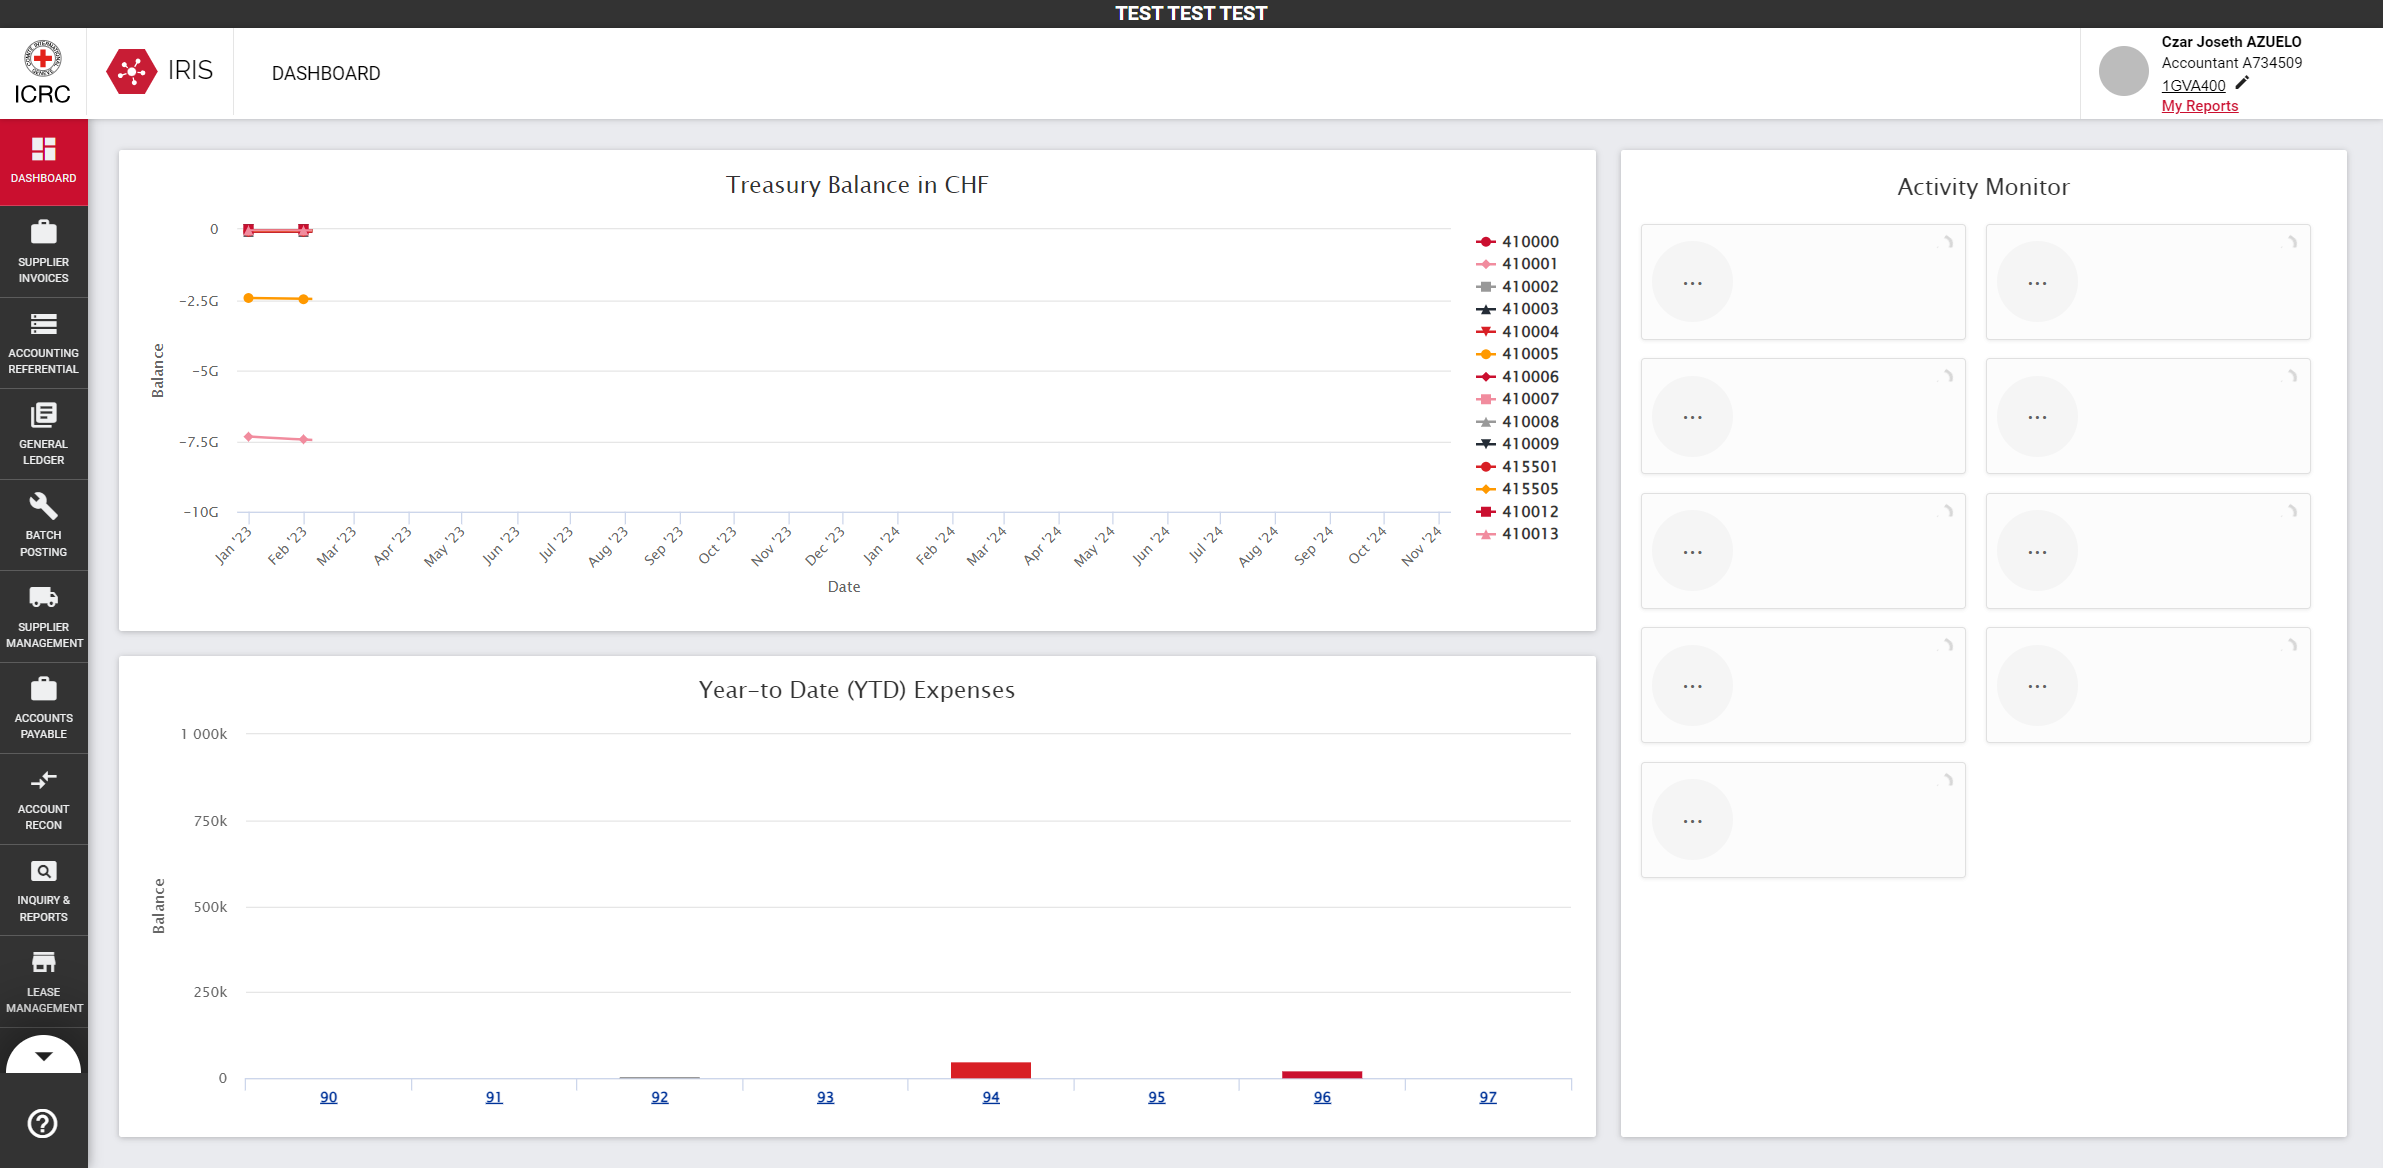 TEST TEST TEST
ICRC
IRIS
DASHBOARD
Czar Joseth AZUELO
Accountant A734509
1GVA400
My Reports
DASHBOARD
SUPPLIER
INVOICES
ACCOUNTING
REFERENTIAL
GENERAL
LEDGER
BATCH
POSTING
SUPPLIER
MANAGEMENT
ACCOUNTS
PAYABLE
ACCOUNT
RECON
INQUIRY &
REPORTS
LEASE
MANAGEMENT
Treasury Balance in CHF
Balance
0
-2.5G
-5G
-7.5G
-10G
Jan '23
Feb '23
Mar '23
Apr '23
May '23
Jun '23
Jul '23
Aug '23
Sep '23
Oct '23
Nov '23
Dec '23
Jan '24
Feb '24
Mar '24
Apr '24
May '24
Jun '24
Jul '24
Aug '24
Sep '24
Oct '24
Nov '24
Date
410000
410001
410002
410003
410004
410005
410006
410007
410008
410009
415501
415505
410012
410013
Year-to Date (YTD) Expenses
Balance
1 000k
750k
500k
250k
0
90
91
92
93
94
95
96
97
Activity Monitor
...
...
...
...
...
...
...
...
...